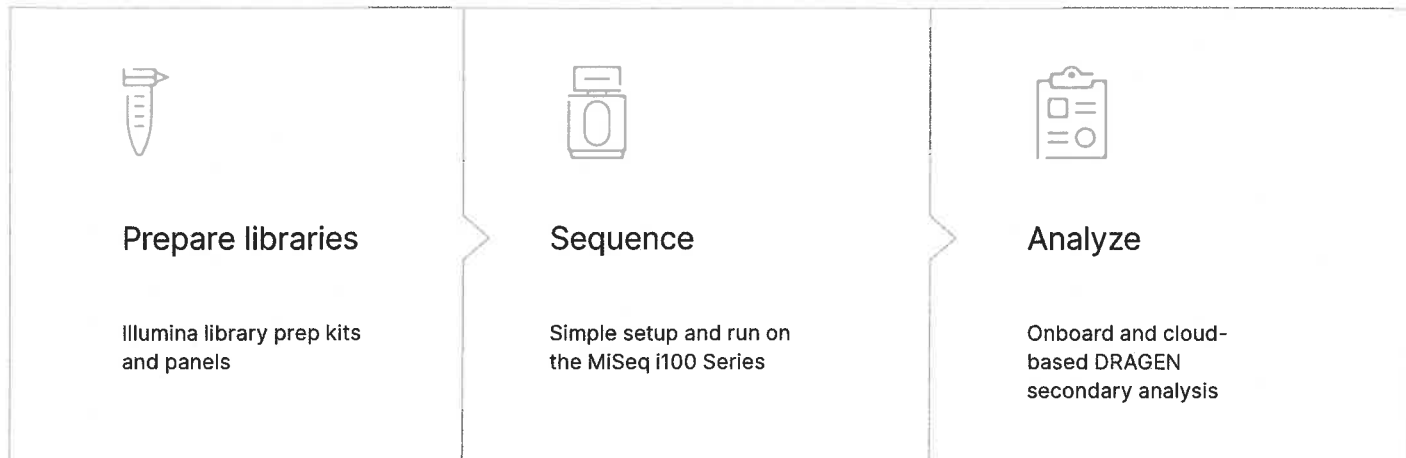 Prepare libraries
Illumina library prep kits
and panels
Sequence
Simple setup and run on
the MiSeq i100 Series
Analyze
Onboard and cloud-
based DRAGEN
secondary analysis